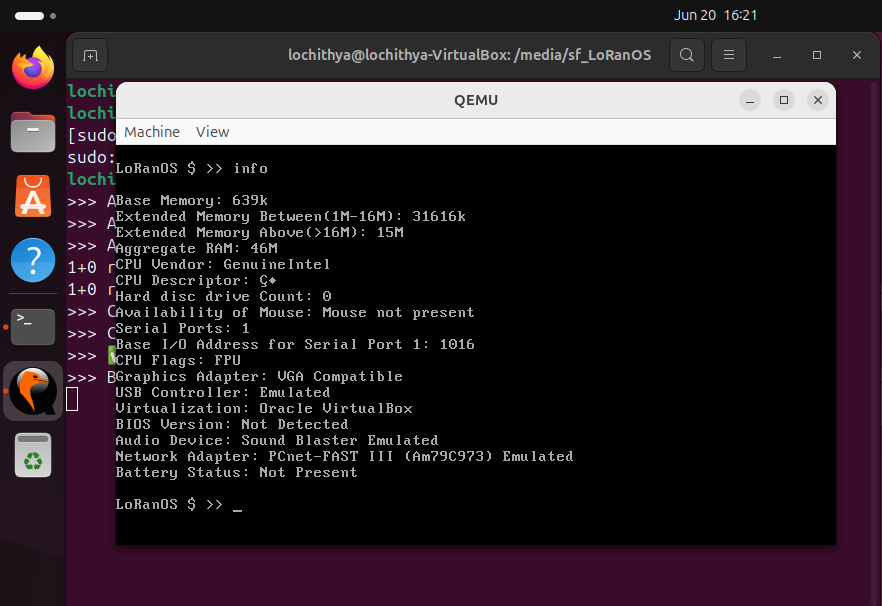 Jun 20 16:21
lochithya@lochithya-VirtualBox: /media/sf_LoRanOS
lochi
lochi
[sudo
sudo:
lochi
>>> A
>>> A
>>> A
1+0 r
1+0 r
>>> C
>>> C
>>>
>>> B
QEMU
Machine View
LoRanOS $ >> info
Base Memory: 639k
Extended Memory Between(1M-16M): 31616k
Extended Memory Above(>16M): 15M
Aggregate RAM: 46M
CPU Vendor: GenuineIntel
CPU Descriptor: Ç♦
Hard disc drive Count: 0
Availability of Mouse: Mouse not present
Serial Ports: 1
Base I/O Address for Serial Port 1: 1016
CPU Flags: FPU
Graphics Adapter: VGA Compatible
USB Controller: Emulated
Virtualization: Oracle VirtualBox
BIOS Version: Not Detected
Audio Device: Sound Blaster Emulated
Network Adapter: PCnet-FAST III (Am79C973) Emulated
Battery Status: Not Present
LoRanOS $ >> _